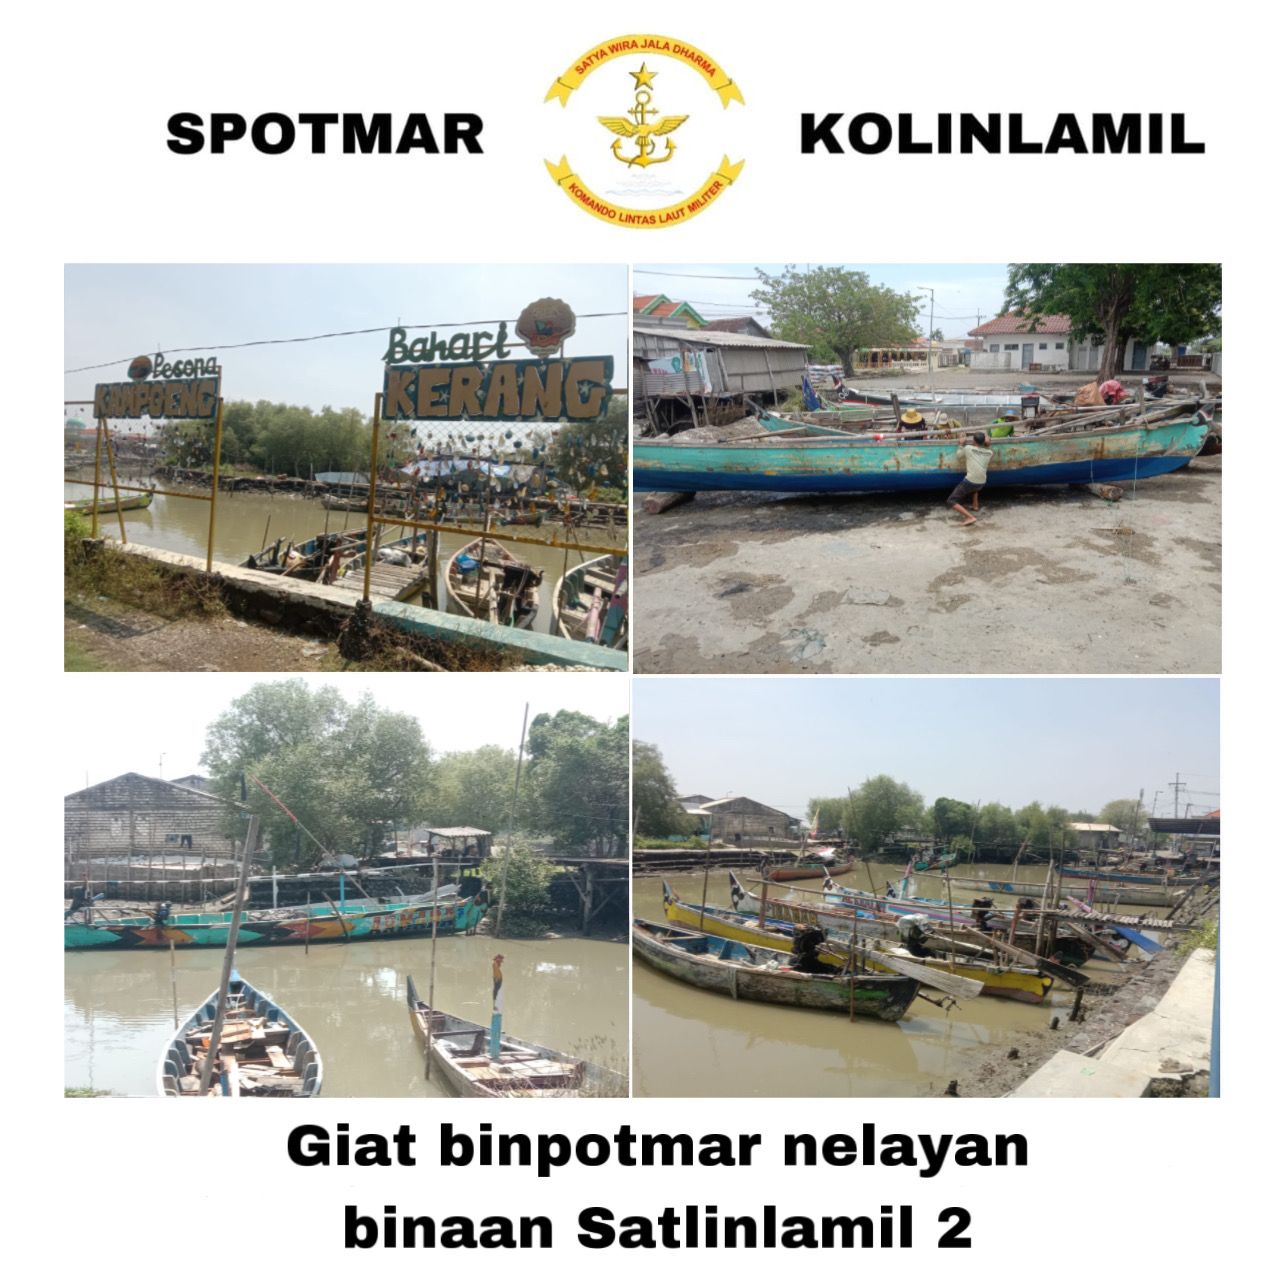 SATYA WIRA JALA DHARMA
SPOTMAR
KOLINLAMIL
KOMANDO LINTAS LAUT MILITER
Pesona
KAMPOENG
Bahari
KERANG
Giat binpotmar nelayan
binaan Satlinlamil 2